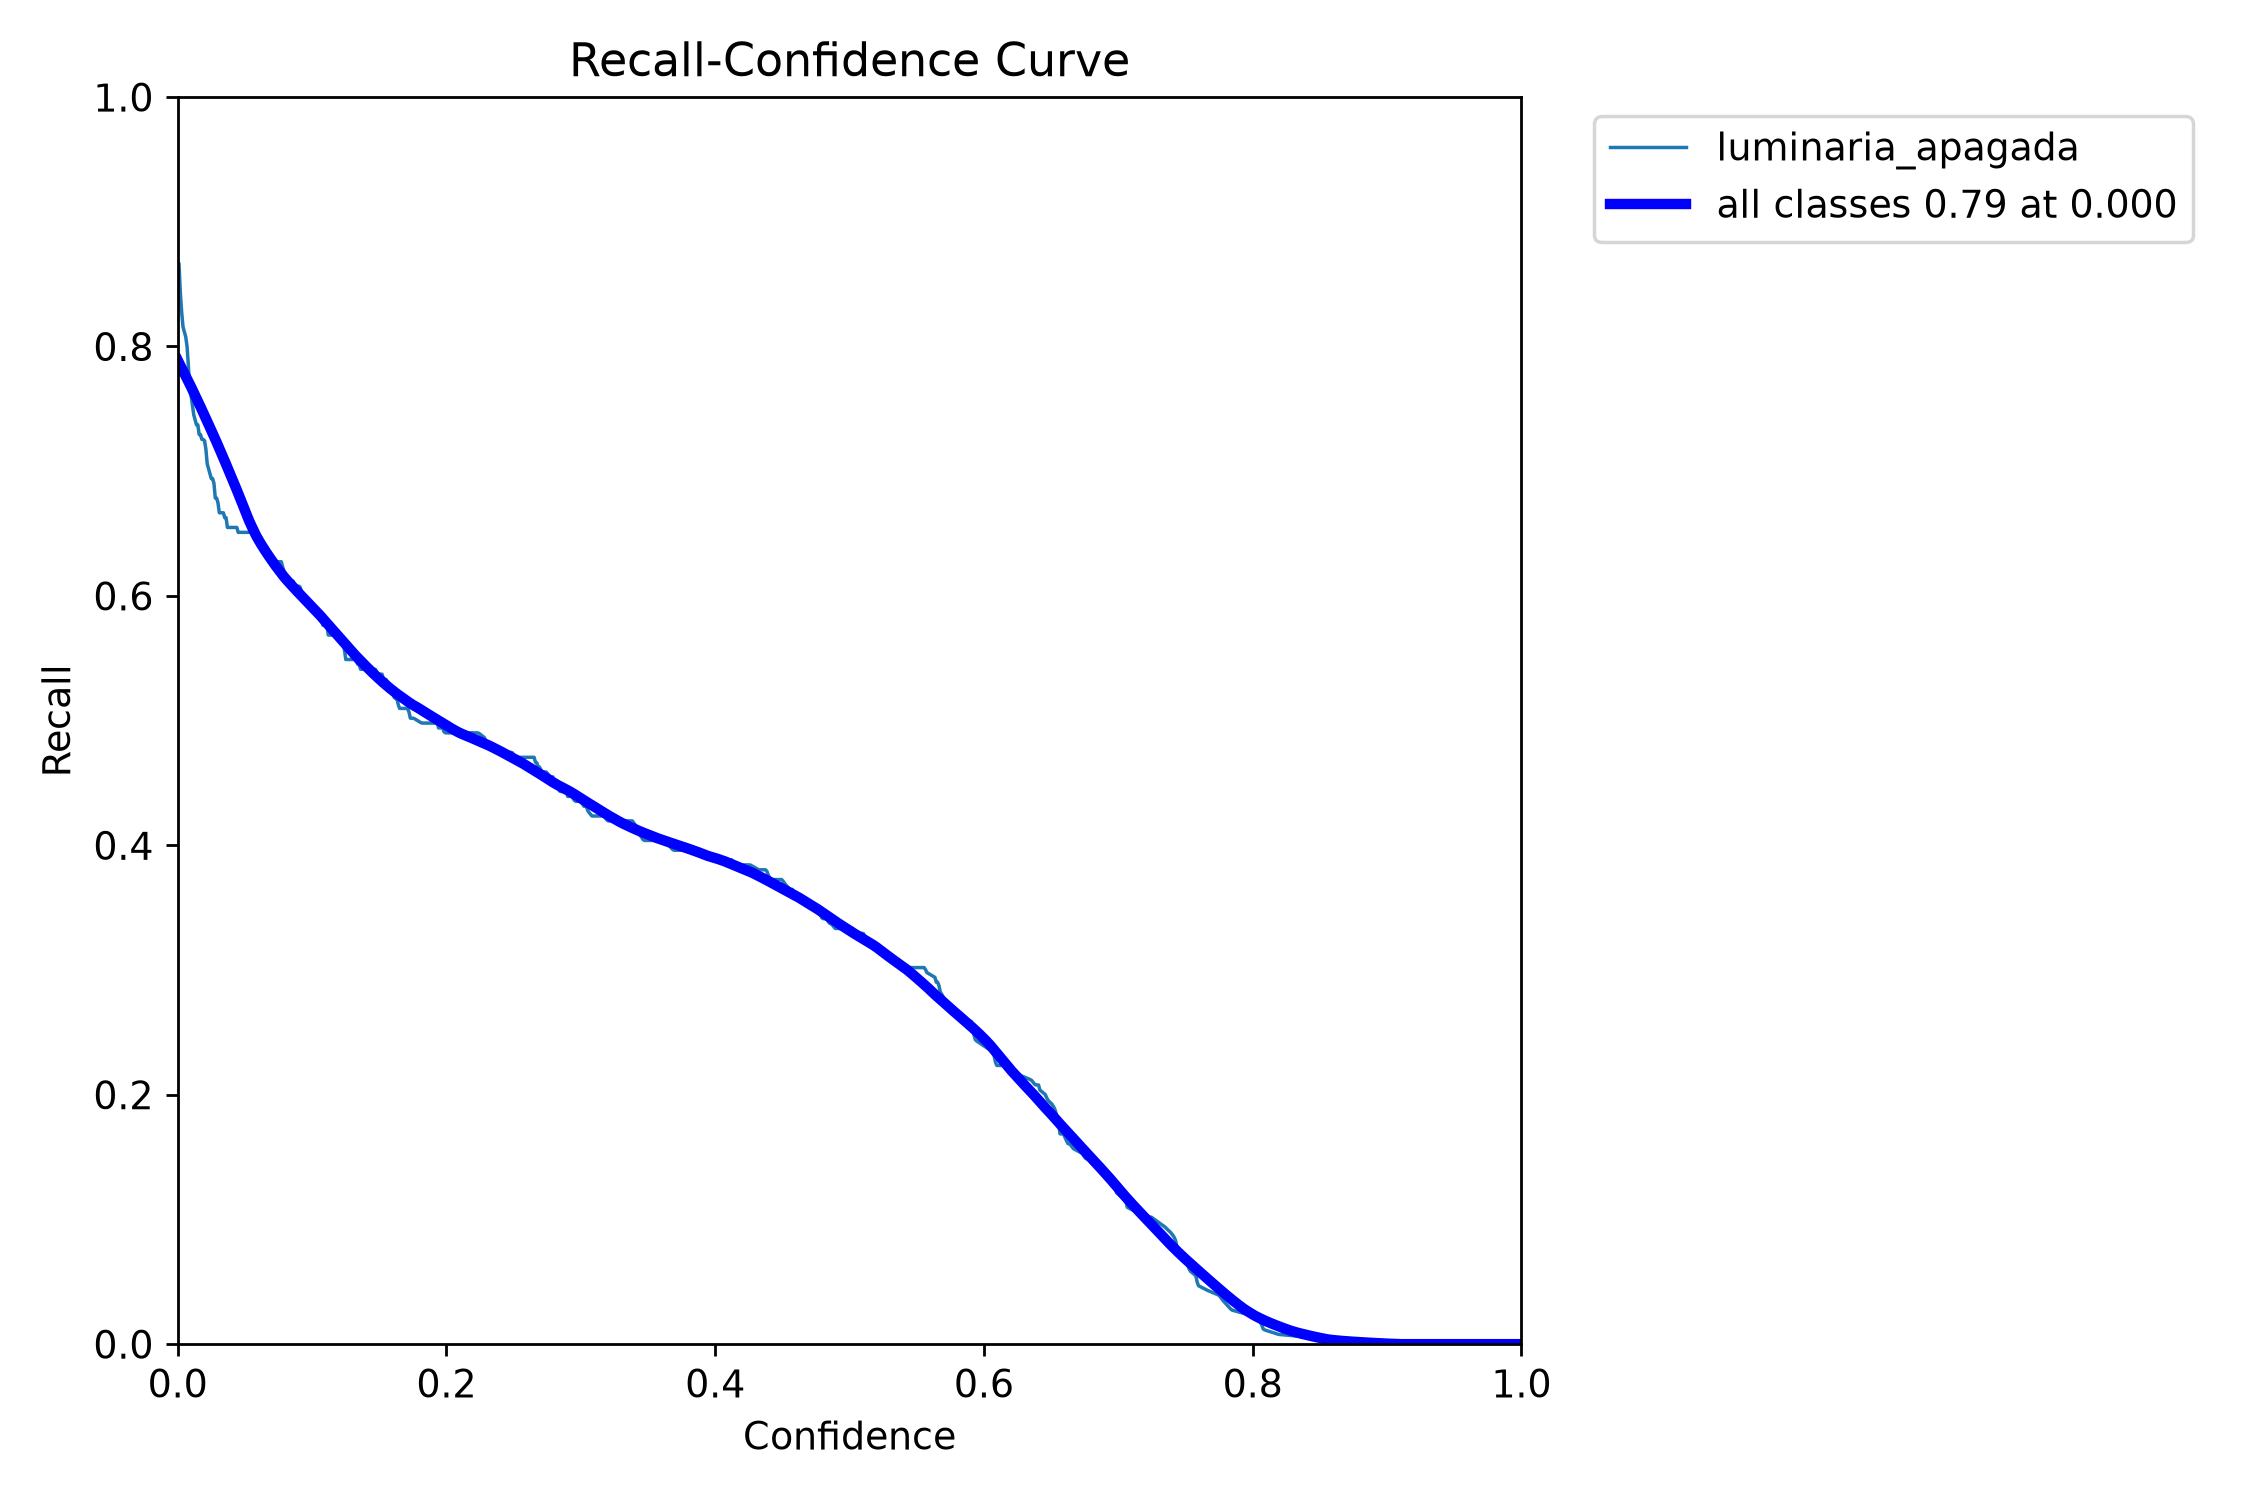 Recall-Confidence Curve
1.0
0.8
0.6
0.4
0.2
0.0
Recall
0.0 0.2 0.4 0.6 0.8 1.0
Confidence
luminaria_apagada
all classes 0.79 at 0.000